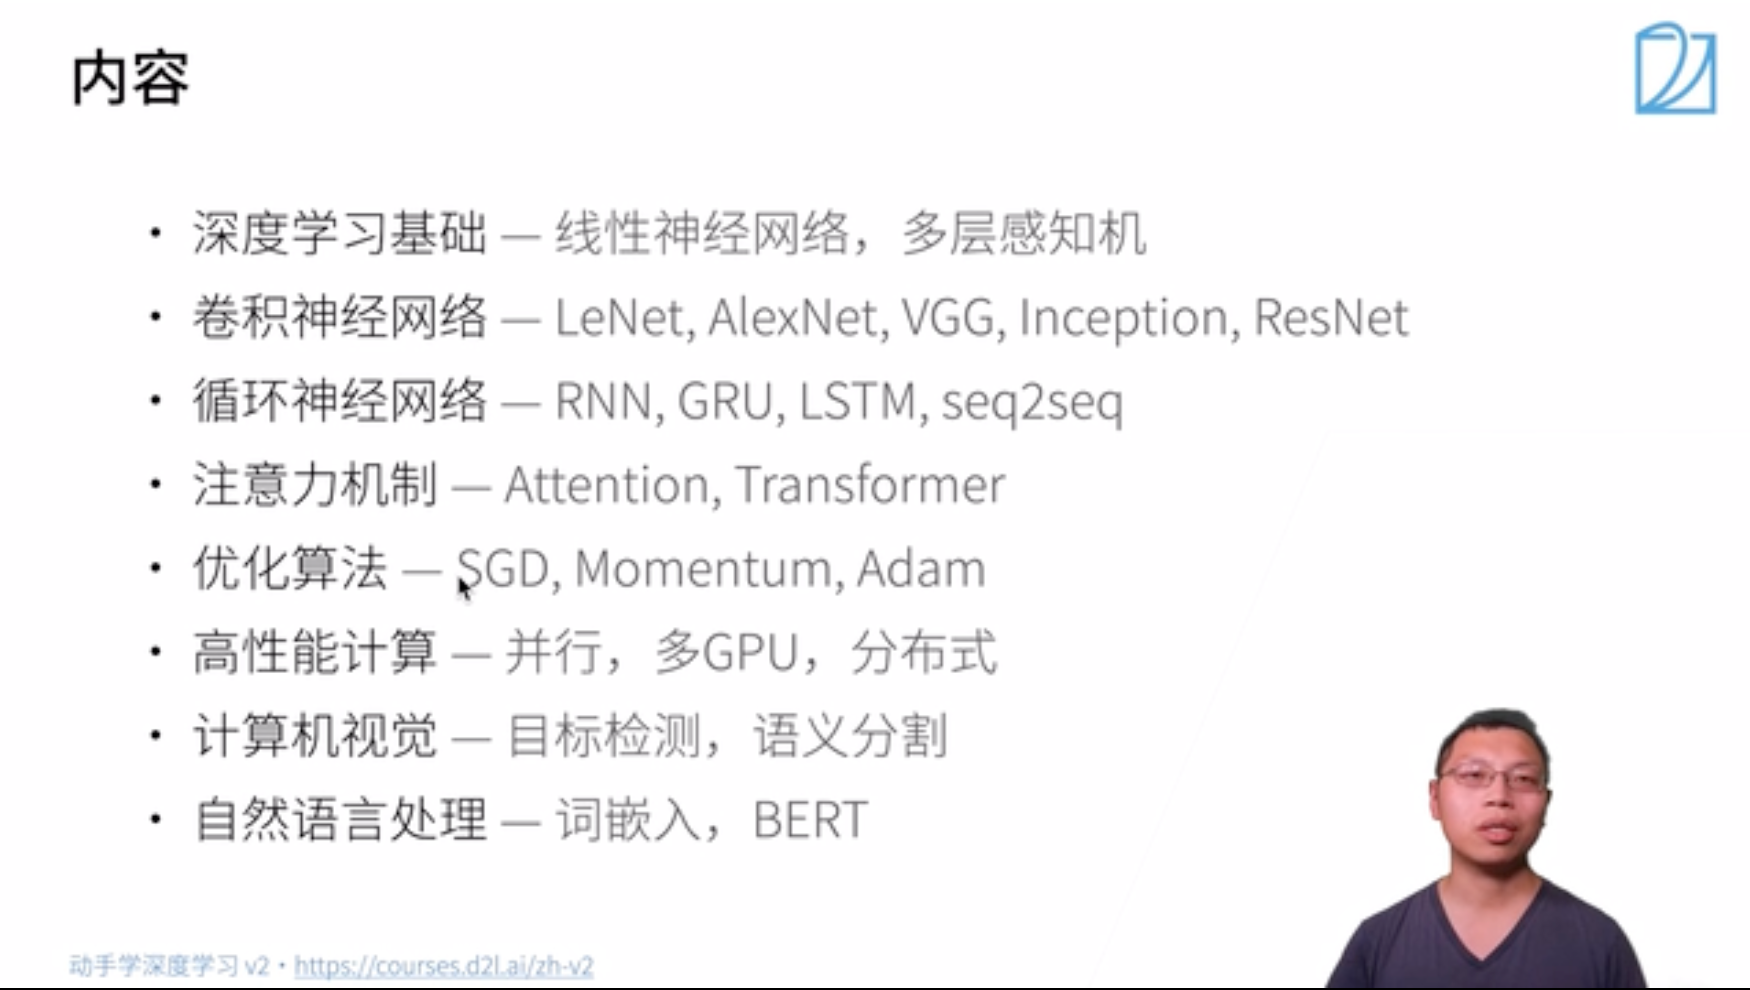 内容
• 深度学习基础 — 线性神经网络，多层感知机
• 卷积神经网络 — LeNet, AlexNet, VGG, Inception, ResNet
• 循环神经网络 — RNN, GRU, LSTM, seq2seq
• 注意力机制 — Attention, Transformer
• 优化算法 — SGD, Momentum, Adam
• 高性能计算 — 并行，多GPU，分布式
• 计算机视觉 — 目标检测，语义分割
• 自然语言处理 — 词嵌入，BERT
动手学深度学习 v2 • https://courses.d2l.ai/zh-v2